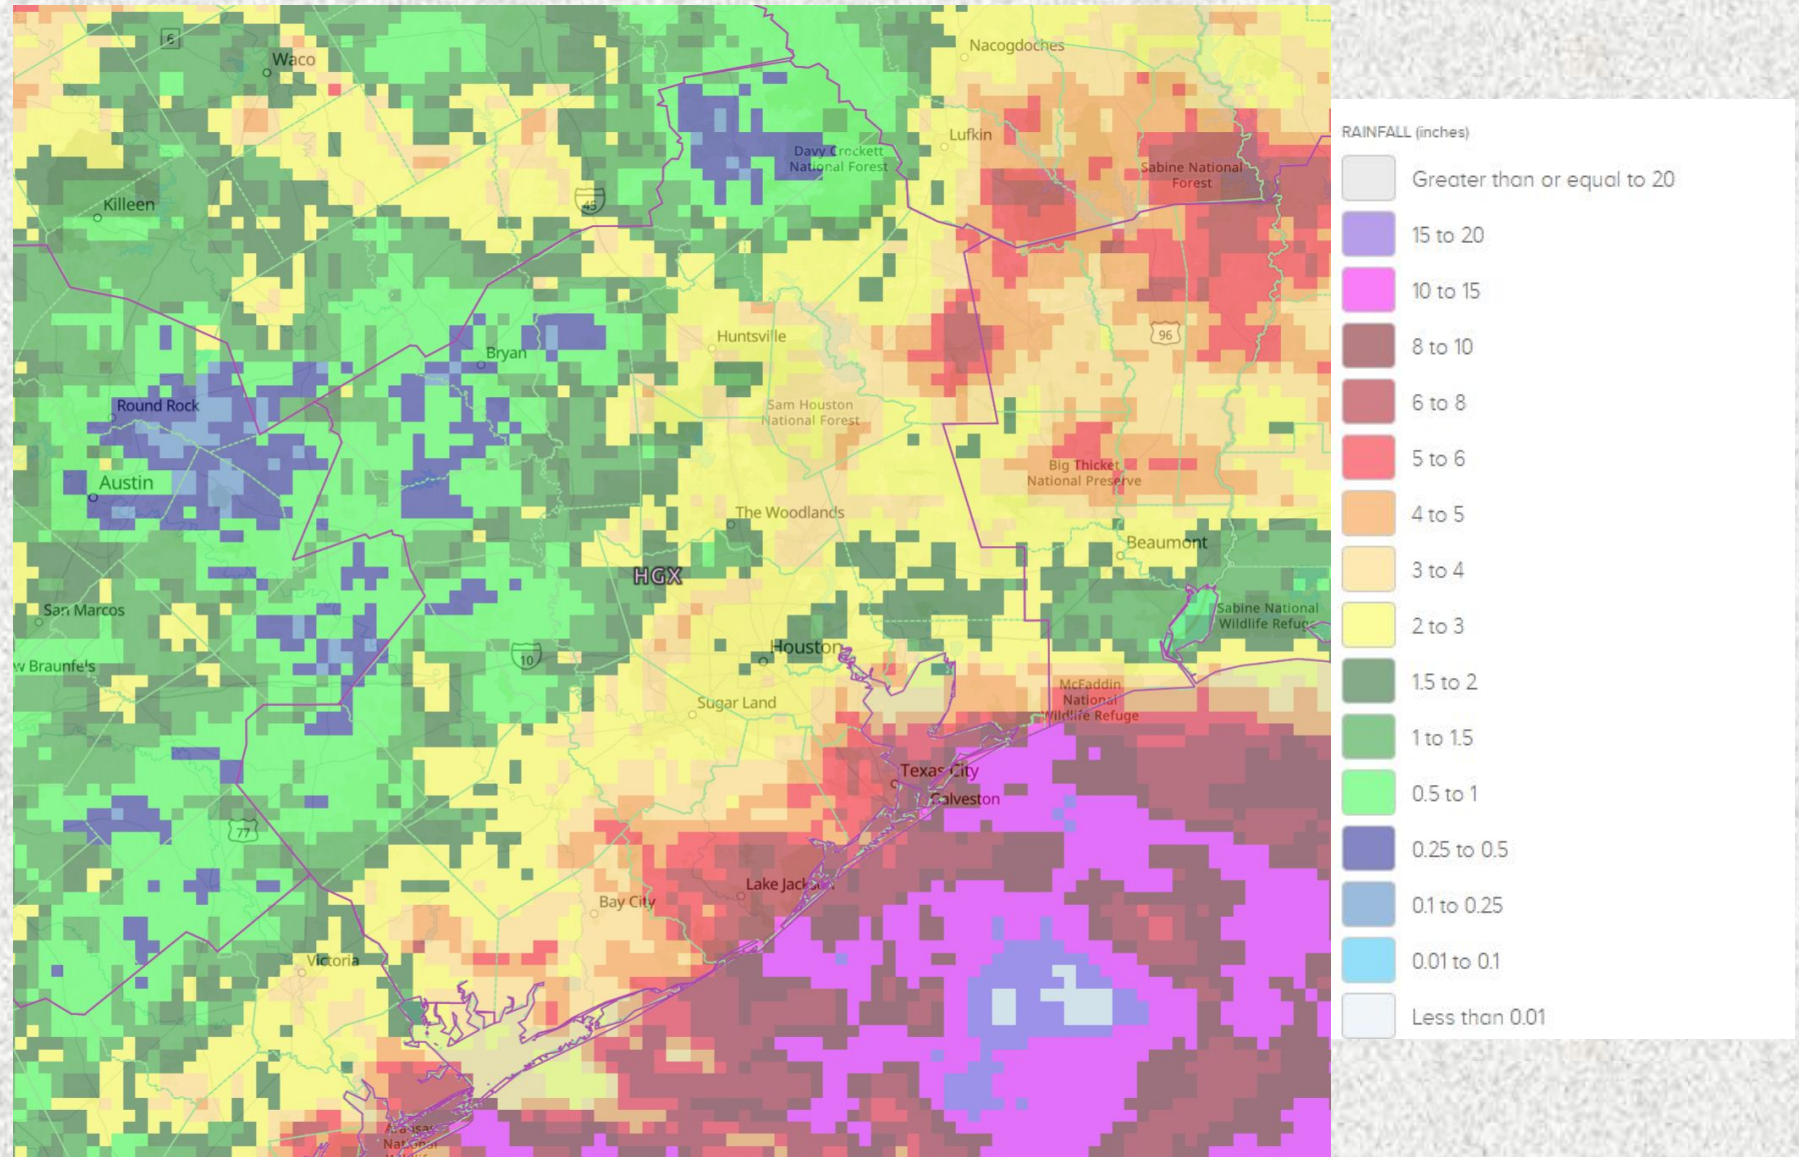 6
Waco
Nacogdoches
Lufkin
Davy Crockett
National Forest
Sabine National
Forest
45
Killeen
Huntsville
96
Bryan
Round Rock
Sam Houston
National Forest
Big Thicket
National Preserve
Austin
The Woodlands
Beaumont
HGX
San Marcos
Sabine National
Wildlife Refuge
Houston
10
w Braunfels
McFaddin
National
Wildlife Refuge
Sugar Land
Texas City
Galveston
77
Lake Jackson
Bay City
Victoria
Aransas
National
RAINFALL (inches)
Greater than or equal to 20
15 to 20
10 to 15
8 to 10
6 to 8
5 to 6
4 to 5
3 to 4
2 to 3
1.5 to 2
1 to 1.5
0.5 to 1
0.25 to 0.5
0.1 to 0.25
0.01 to 0.1
Less than 0.01